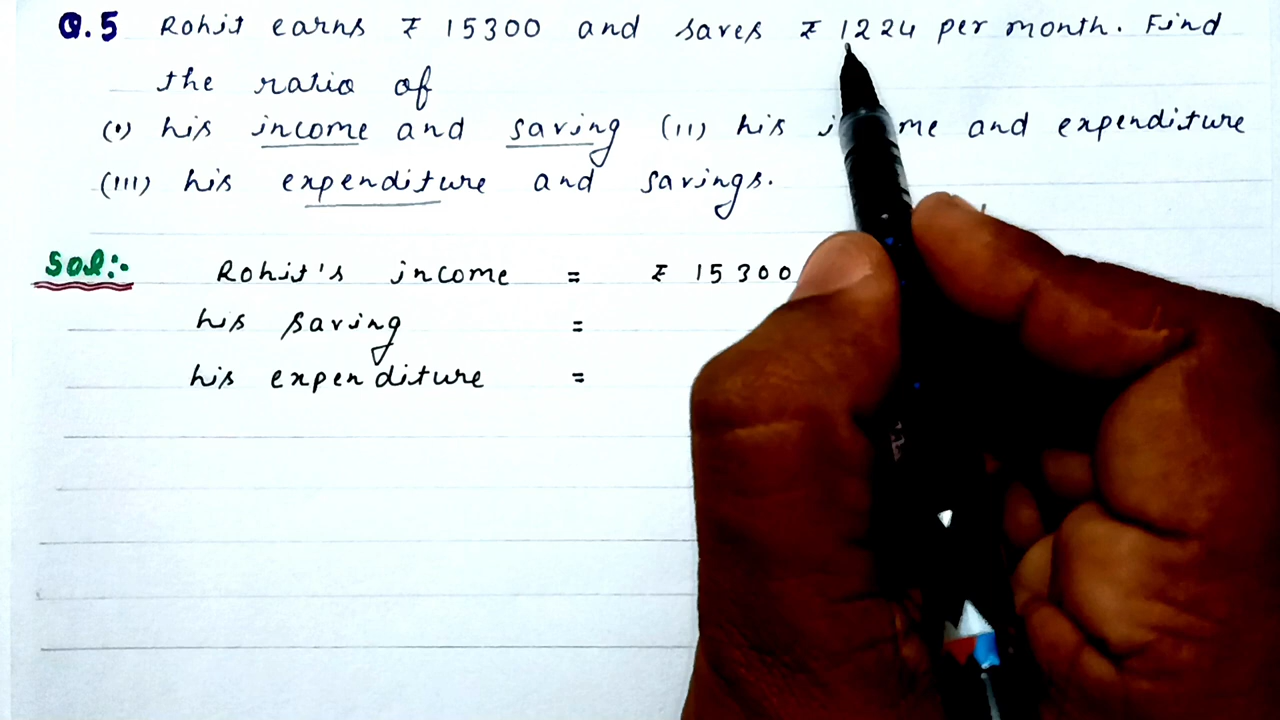 Q.5 Rohit earns ₹ 15300 and saves ₹ 1224 per month. Find
the ratio of
(i) his income and saving (ii) his and expenditure
(iii) his expenditure and savings.
Sol:- Rohit's income = ₹ 15300
his saving =
his expenditure =